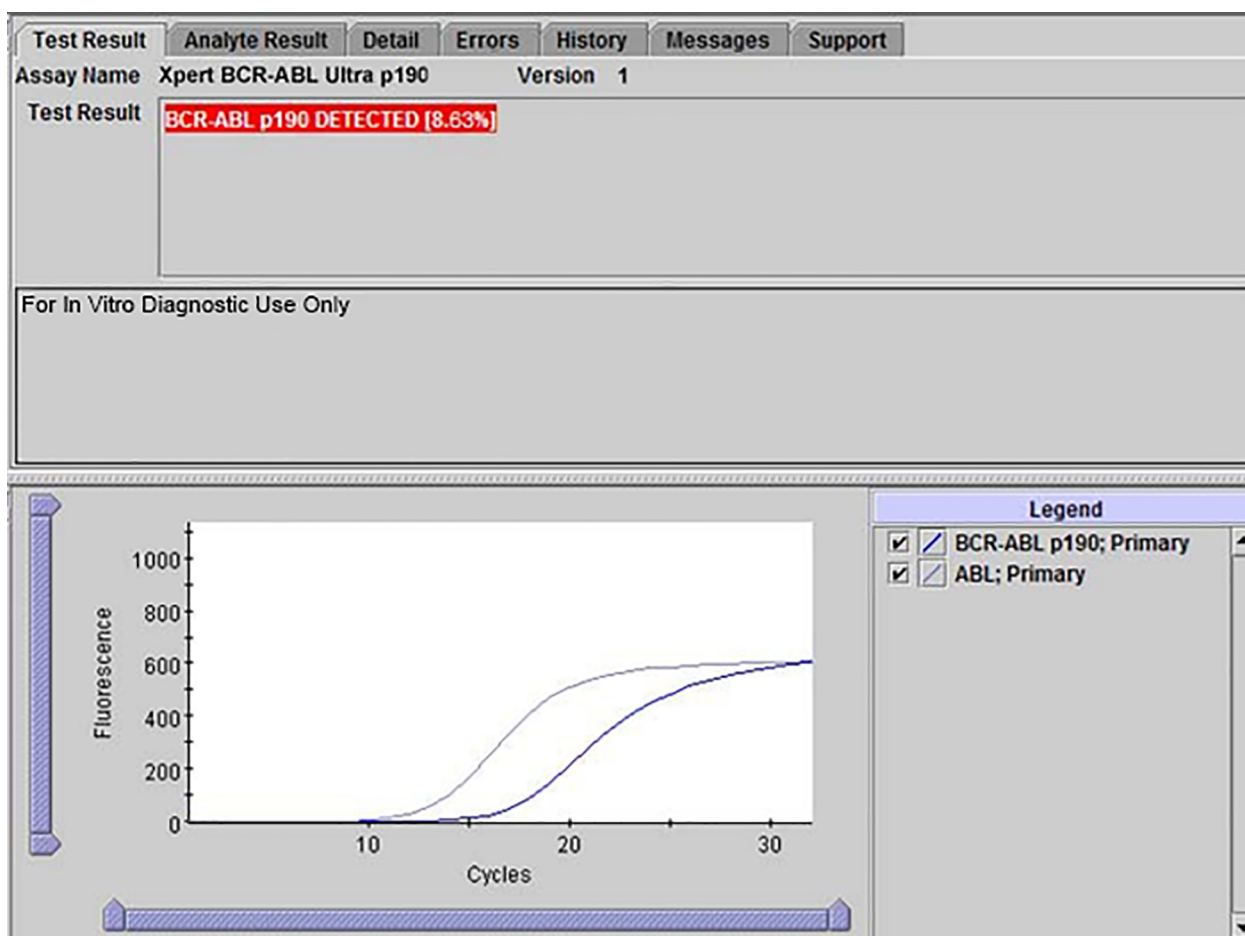 Test Result Analyte Result Detail Errors History Messages Support
Assay Name Xpert BCR-ABL Ultra p190 Version 1
Test Result BCR-ABL p190 DETECTED [8.63%]
For In Vitro Diagnostic Use Only
Legend
BCR-ABL p190; Primary
ABL; Primary
Fluorescence
1000
800
600
400
200
0
10 20 30
Cycles